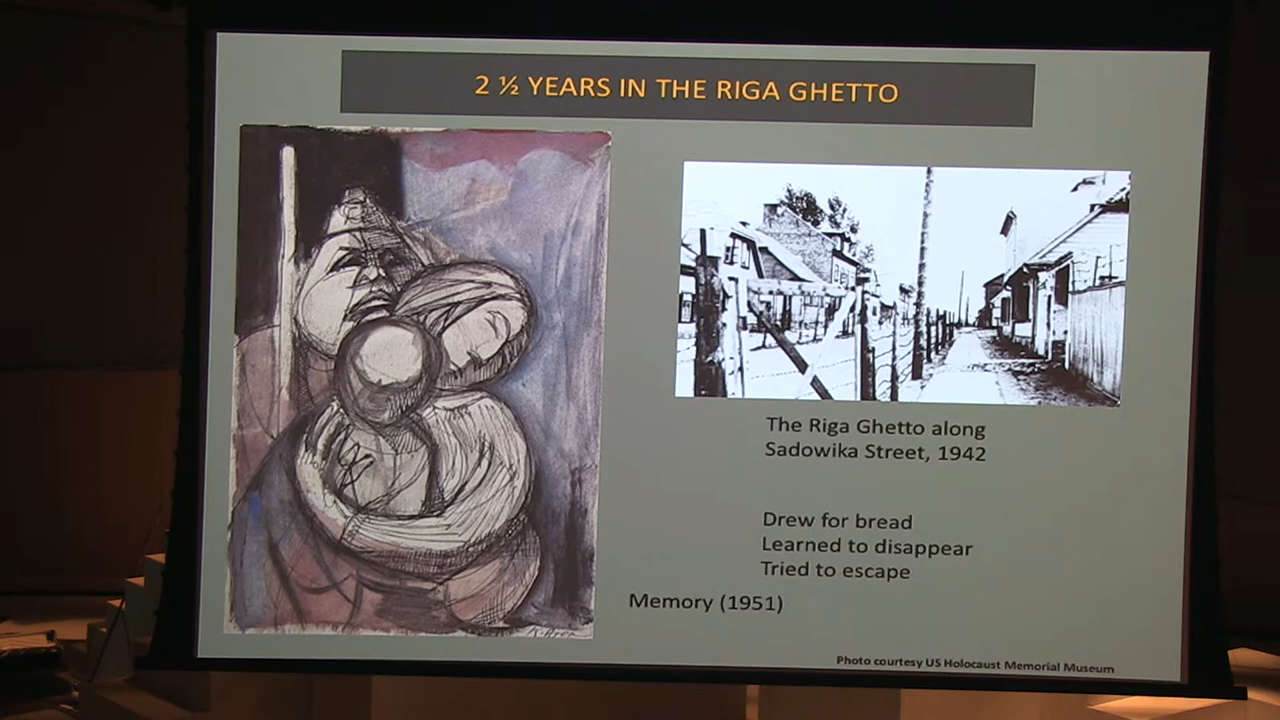 2 ½ YEARS IN THE RIGA GHETTO
The Riga Ghetto along
Sadowika Street, 1942
Drew for bread
Learned to disappear
Tried to escape
Memory (1951)
Photo courtesy US Holocaust Memorial Museum